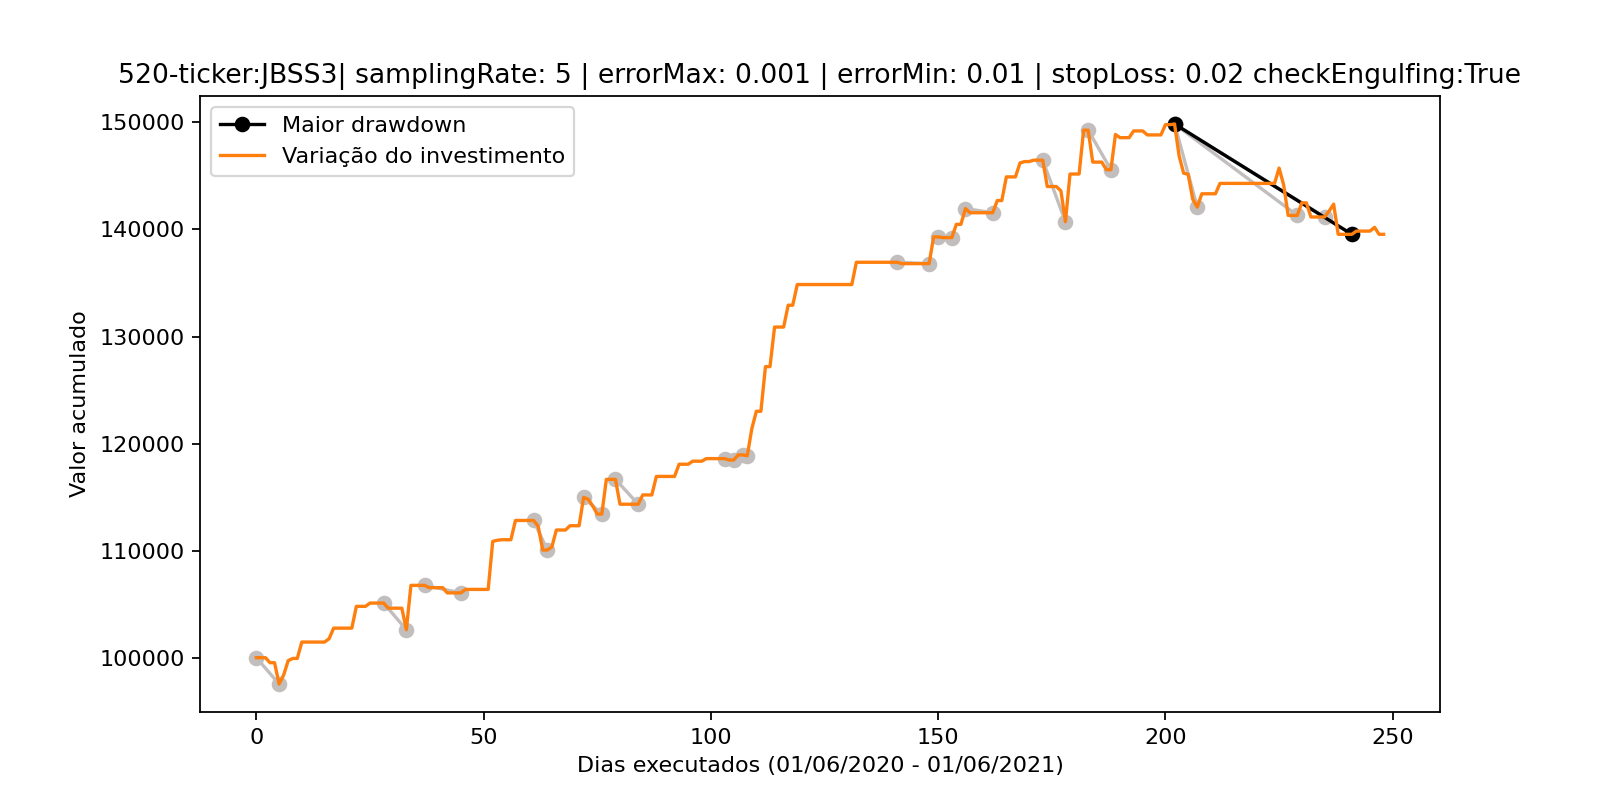 520-ticker:JBSS3| samplingRate: 5 | errorMax: 0.001 | errorMin: 0.01 | stopLoss: 0.02 checkEngulfing:True
Maior drawdown
Variação do investimento
Valor acumulado
150000
140000
130000
120000
110000
100000
0 50 100 150 200 250
Dias executados (01/06/2020 - 01/06/2021)